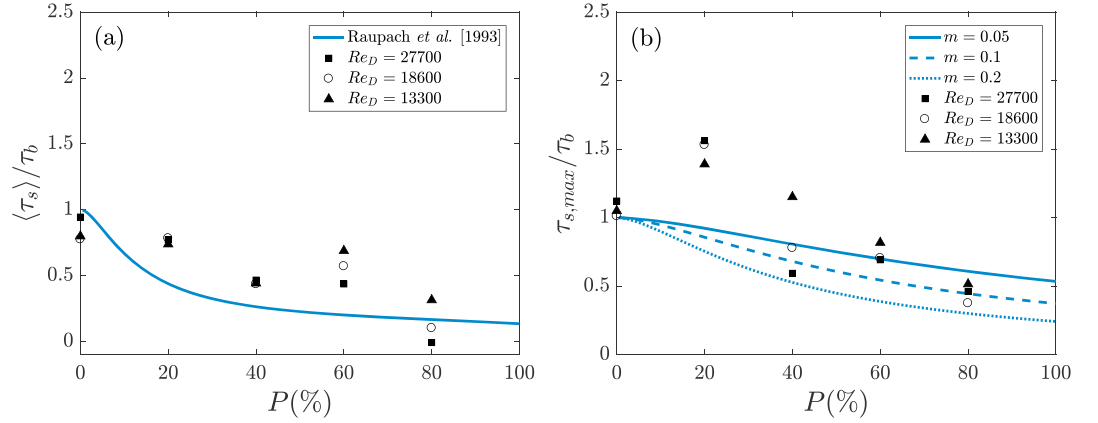 (a)
Raupach et al. [1993]
Re_D = 27700
Re_D = 18600
Re_D = 13300
2.5
2
1.5
1
0.5
0
⟨τ_s⟩/τ_b
0 20 40 60 80 100
P(%)
(b)
m = 0.05
m = 0.1
m = 0.2
Re_D = 27700
Re_D = 18600
Re_D = 13300
2.5
2
1.5
1
0.5
0
τ_{s,max}/τ_b
0 20 40 60 80 100
P(%)